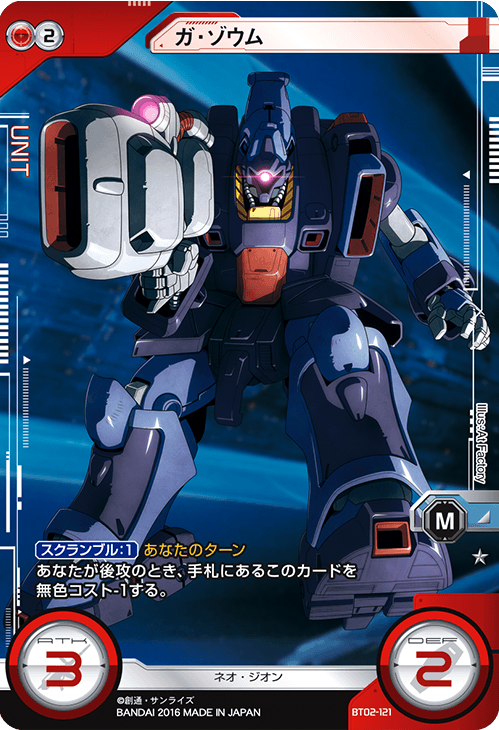 2
ガ・ゾウム
UNIT
Illus:At Factory
M
スクランブル:1 あなたのターン
あなたが後攻のとき、手札にあるこのカードを
無色コスト-1する。
ATK
3
DEF
2
ネオ・ジオン
©創通・サンライズ
BANDAI 2016 MADE IN JAPAN
BT02-121